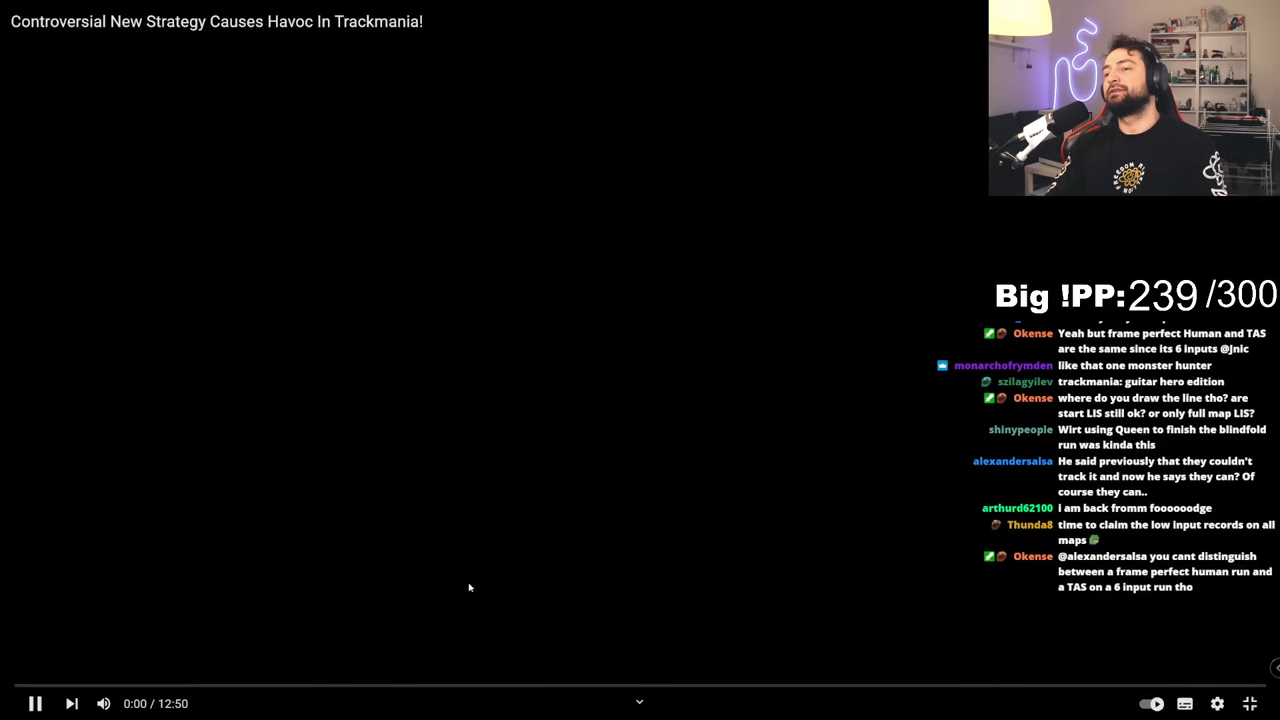 Controversial New Strategy Causes Havoc In Trackmania!
Big !PP: 239 /300
Okense Yeah but frame perfect Human and TAS
are the same since its 6 inputs @Jnic
monarchofrymden like that one monster hunter
szilagyilev trackmania: guitar hero edition
Okense where do you draw the line tho? are
start LIS still ok? or only full map LIS?
shinypeople Wirt using Queen to finish the blindfold
run was kinda this
alexandersalsa He said previously that they couldn't
track it and now he says they can? Of
course they can..
arthurd62100 i am back fromm foooooodge
Thunda8 time to claim the low input records on all
maps
Okense @alexandersalsa you cant distinguish
between a frame perfect human run and
a TAS on a 6 input run tho
0:00 / 12:50